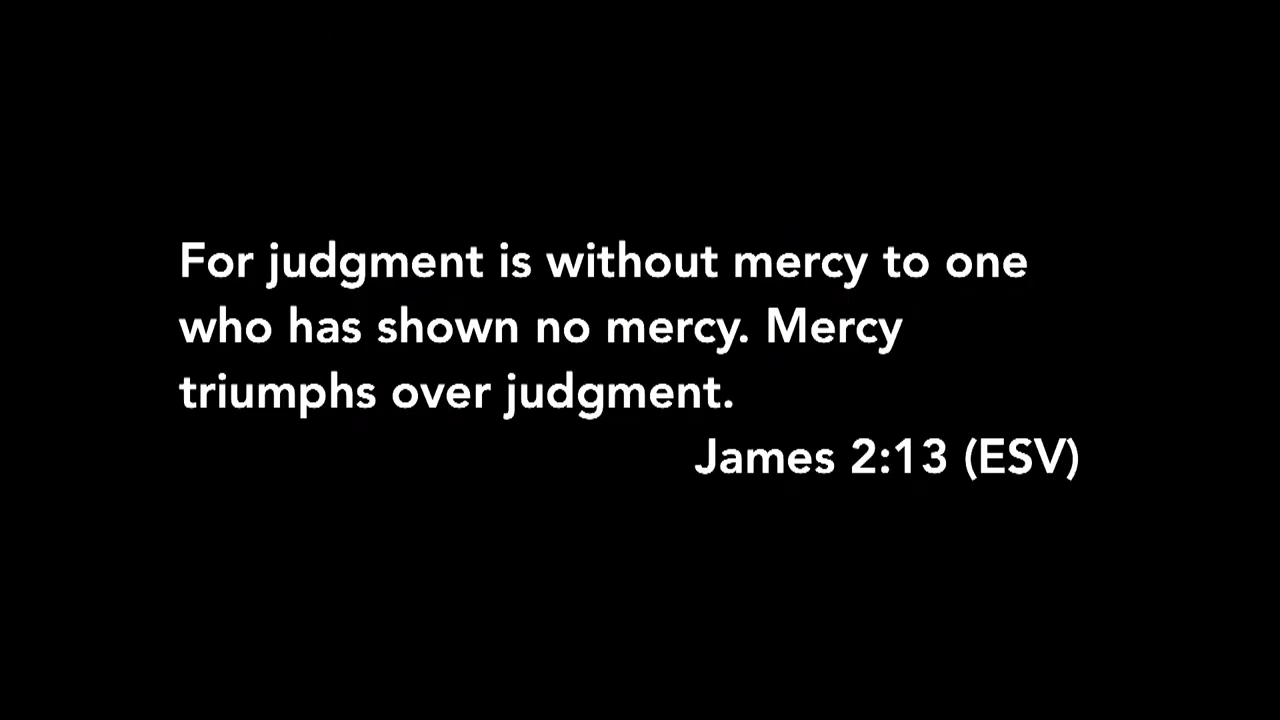 For judgment is without mercy to one
who has shown no mercy. Mercy
triumphs over judgment.
James 2:13 (ESV)